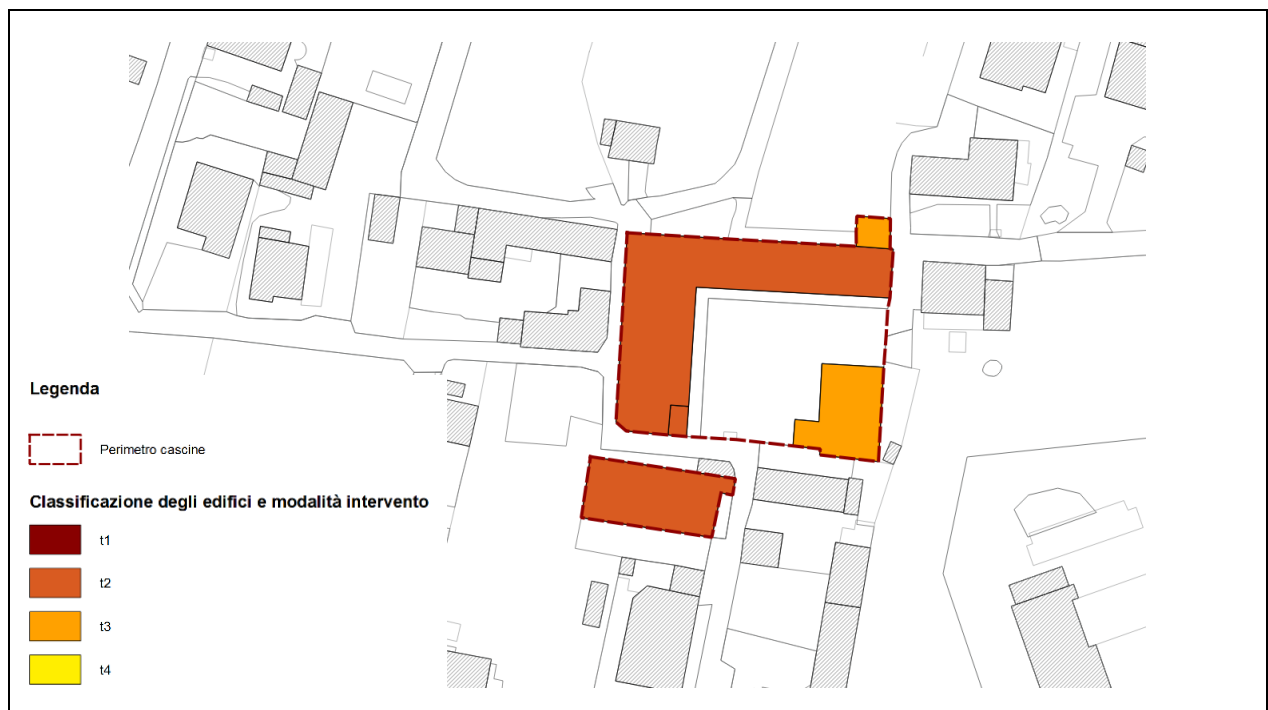 Legenda
Perimetro cascine
Classificazione degli edifici e modalità intervento
t1
t2
t3
t4